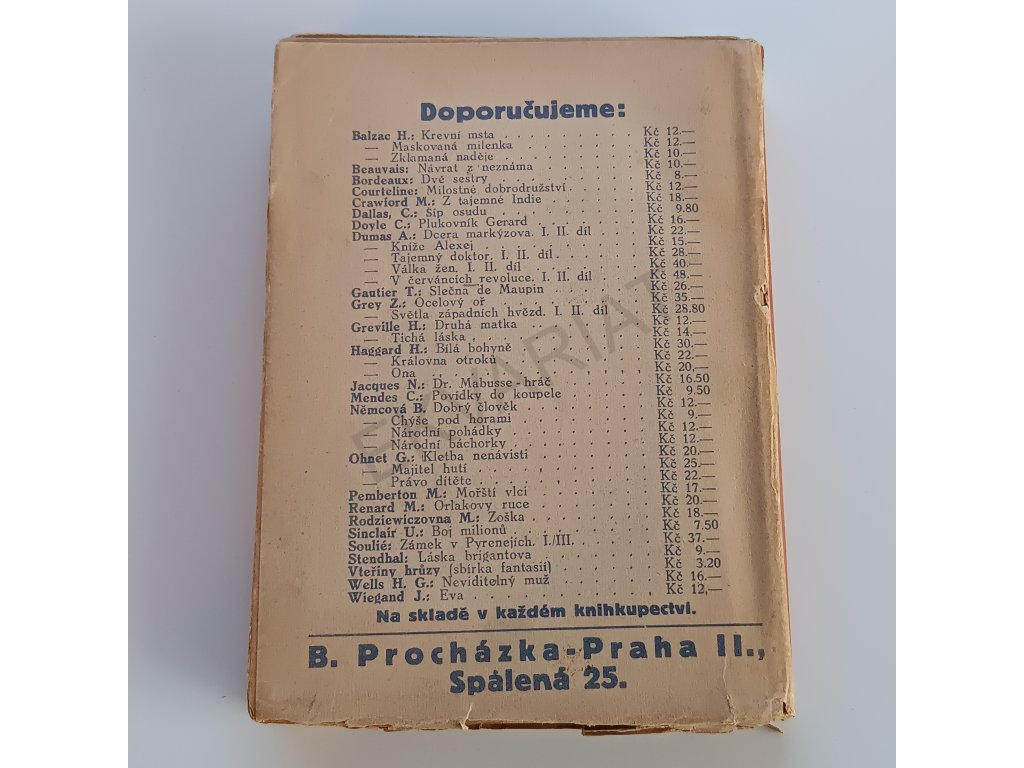 Doporučujeme:
Balzac H.: Krevní msta . . . . . . . . . . Kč 12.—
— Maskovaná milenka . . . . . . . . Kč 12.—
— Zklamaná naděje . . . . . . . . . Kč 10.—
Beauvais: Návrat z neznáma . . . . . . . . Kč 10.—
Bordeaux: Dvě sestry . . . . . . . . . . Kč 8.—
Courteline: Milostné dobrodružství . . . . . . Kč 12.—
Crawford M.: Z tajemné Indie . . . . . . . Kč 18.—
Dallas, C.: Šíp osudu . . . . . . . . . . Kč 9.80
Doyle C.: Plukovník Gerard . . . . . . . . Kč 16.—
Dumas A.: Dcera markýzova. I. II. díl . . . . Kč 22.—
— Kníže Alexej . . . . . . . . . . Kč 15.—
— Tajemný doktor. I. II. díl . . . . . . Kč 28.—
— Válka žen. I. II. díl . . . . . . . . Kč 40.—
— V červáncích revoluce. I. II. díl . . . . Kč 48.—
Gautier T.: Slečna de Maupin . . . . . . . Kč 26.—
Grey Z.: Ocelový oř . . . . . . . . . . Kč 35.—
— Světla západních hvězd. I. II. díl . . . Kč 28.80
Greville H.: Druhá matka . . . . . . . . . Kč 12.—
— Tichá láska . . . . . . . . . . . Kč 14.—
Haggard H.: Bílá bohyně . . . . . . . . . Kč 30.—
— Královna otroků . . . . . . . . . Kč 22.—
— Ona . . . . . . . . . . . . . Kč 20,—
Jacques N.: Dr. Mabusse-hráč . . . . . . . Kč 16.50
Mendes C.: Povídky do koupele . . . . . . . Kč 9.50
Němcová B. Dobrý člověk . . . . . . . . . Kč 12.—
— Chýše pod horami . . . . . . . . Kč 9.—
— Národní pohádky . . . . . . . . . Kč 12.—
— Národní báchorky . . . . . . . . . Kč 12.—
Ohnet G.: Kletba nenávisti . . . . . . . . Kč 20.—
— Majitel hutí . . . . . . . . . . . Kč 25.—
— Právo dítěte . . . . . . . . . . . Kč 22.—
Pemberton M.: Mořští vlci . . . . . . . . Kč 17.—
Renard M.: Orlakovy ruce . . . . . . . . Kč 20.—
Rodziewiczovna M.: Zoška . . . . . . . . Kč 18.—
Sinclair U.: Boj milionů . . . . . . . . . Kč 7.50
Soulié: Zámek v Pyrenejích. I./III. . . . . . . Kč 37.—
Stendhal: Láska brigantova . . . . . . . . Kč 9.—
Vteřiny hrůzy (sbírka fantasií) . . . . . . . Kč 3.20
Wells H. G.: Neviditelný muž . . . . . . . Kč 16.—
Wiegand J.: Eva . . . . . . . . . . . . Kč 12,—
Na skladě v každém knihkupectvi.
B. Procházka-Praha II.,
Spálená 25.